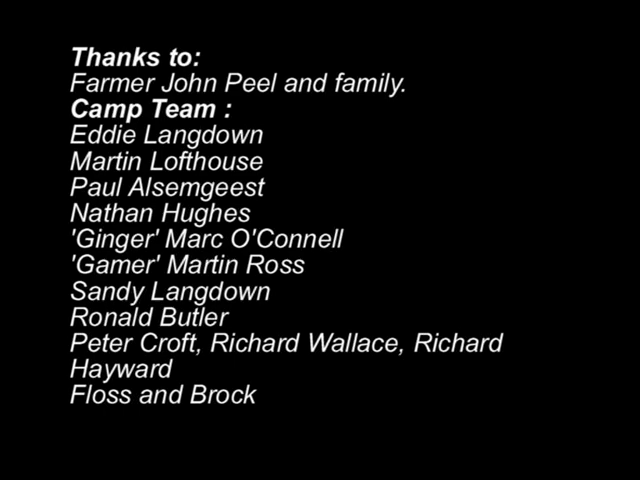 Thanks to:
Farmer John Peel and family.
Camp Team :
Eddie Langdown
Martin Lofthouse
Paul Alsemgeest
Nathan Hughes
'Ginger' Marc O'Connell
'Gamer' Martin Ross
Sandy Langdown
Ronald Butler
Peter Croft, Richard Wallace, Richard
Hayward
Floss and Brock